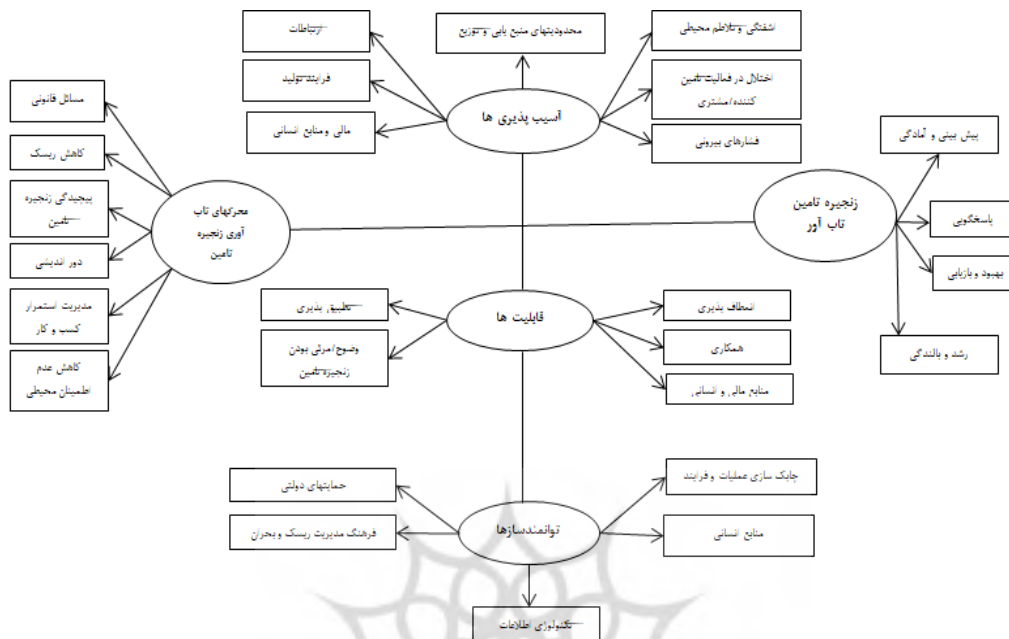 محدودیتهای منبع یابی و توزیع
اشفتگی و تلاطم محیطی
اختلال در فعالیت تامین
کننده/مشتری
فشارهای بیرونی
ارتباطات
فرایند تولید
مالی و منابع انسانی
آسیب پذیری ها
مسائل قانونی
کاهش ریسک
پیچیدگی زنجیره
تامین
دور اندیشی
مدیریت استمرار
کسب و کار
کاهش عدم
اطمینان محیطی
محرکهای تاب
آوری زنجیره
تامین
زنجیره تامین
تاب آور
پیش بینی و آمادگی
پاسخگویی
بهبود و بازیابی
رشد و بالندگی
قابلیت ها
انعطاف پذیری
همکاری
منابع مالی و انسانی
تطبیق پذیری
وضوح/مرئی بودن
زنجیزه تامین
توانمندسازها
چابک سازی عملیات و فرایند
منابع انسانی
حمایتهای دولتی
فرهنگ مدیریت ریسک و بحران
تکنولوژی اطلاعات